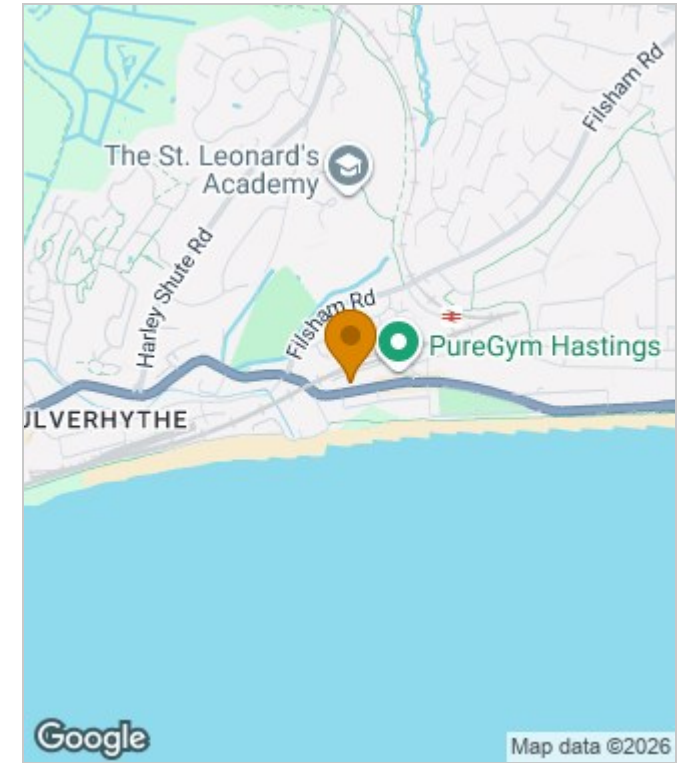 Filsham Rd
The St. Leonard's
Academy
Harley Shute Rd
Filsham Rd
PureGym Hastings
ULVERHYTHE
Google
Map data ©2026